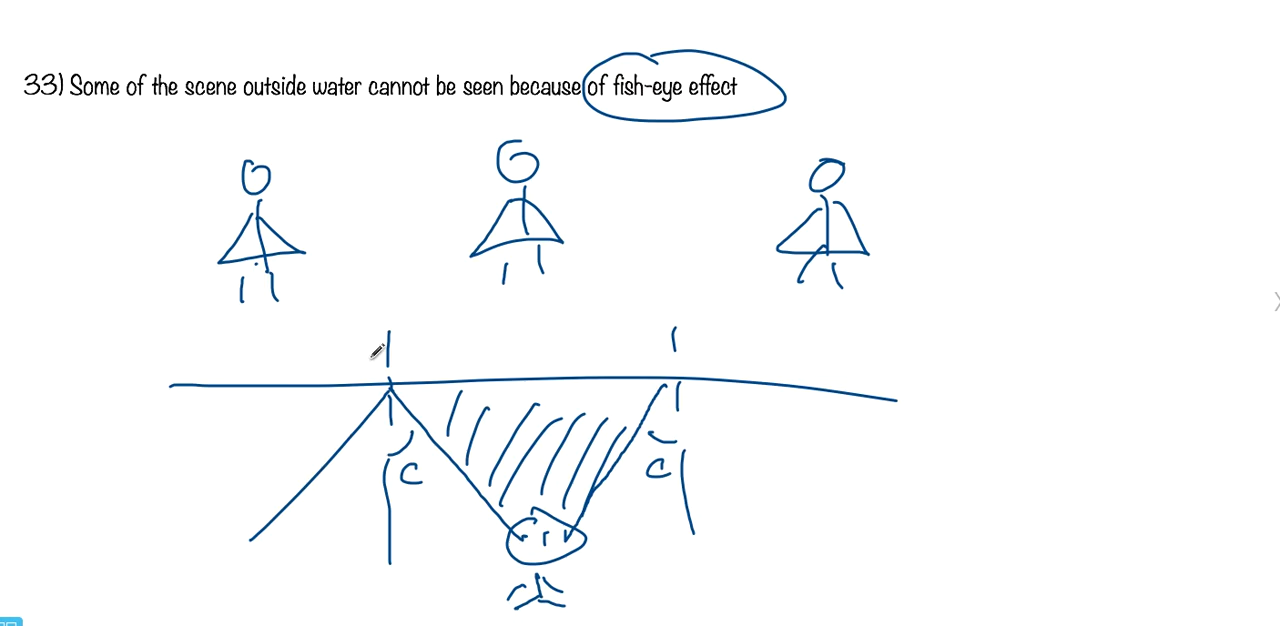 33) Some of the scene outside water cannot be seen because of fish-eye effect
C
C